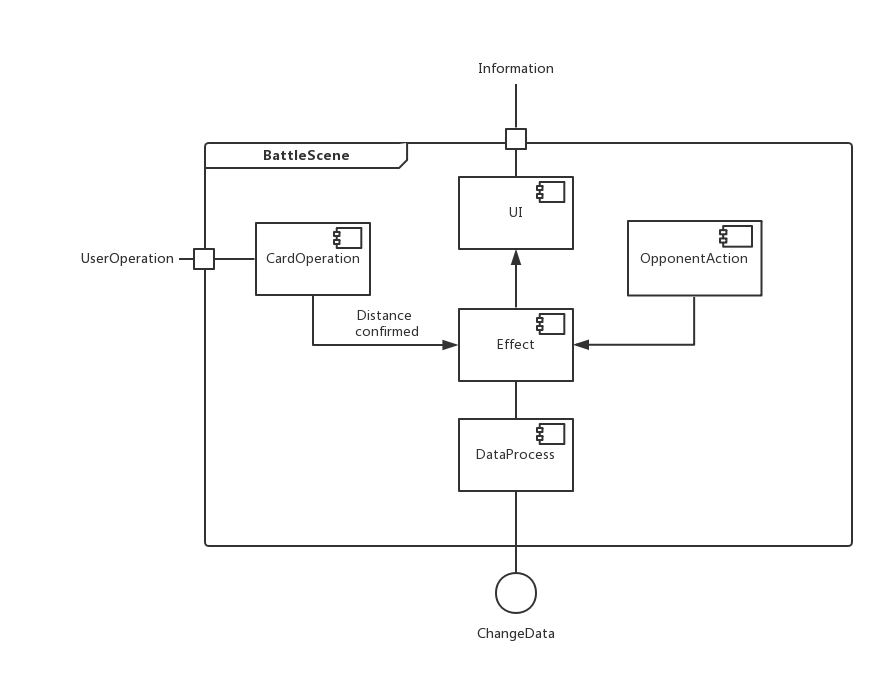 Information
BattleScene
UI
UserOperation
CardOperation
OpponentAction
Distance
confirmed
Effect
DataProcess
ChangeData